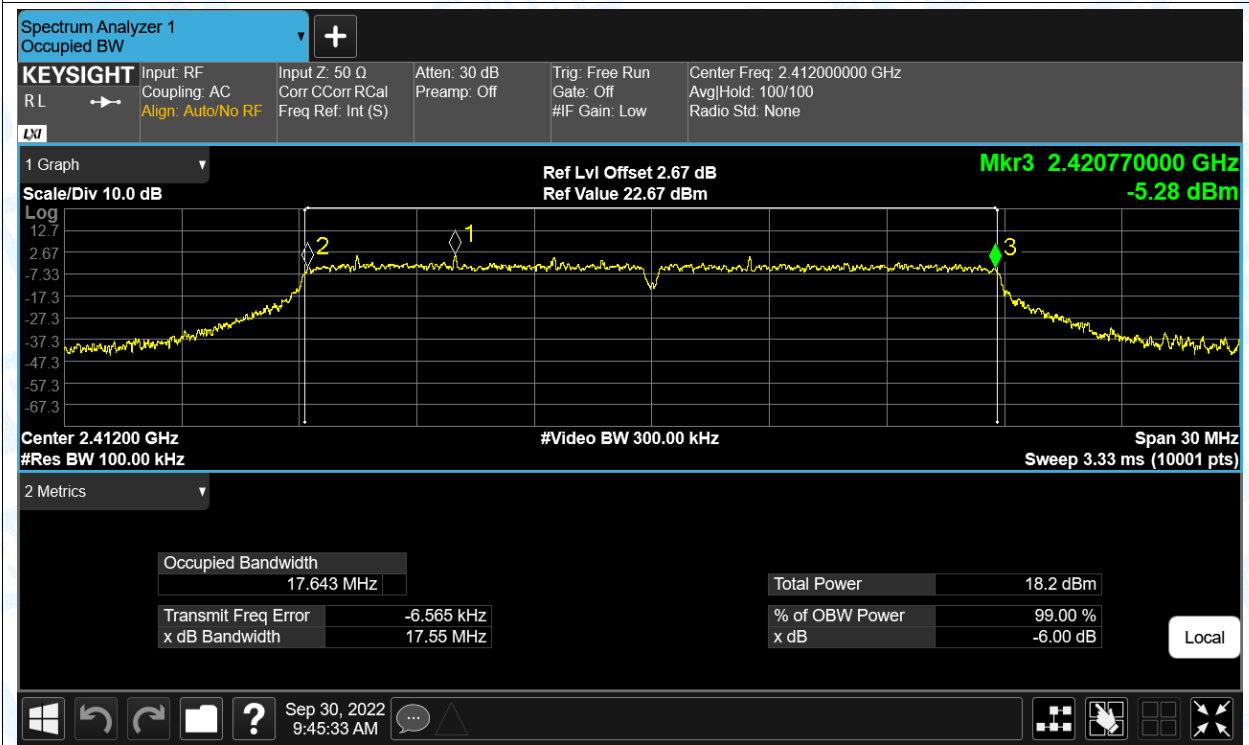 Spectrum Analyzer 1
Occupied BW
KEYSIGHT
R L
LXI
Input: RF
Coupling: AC
Align: Auto/No RF
Input Z: 50 Ω
Corr CCorr RCal
Freq Ref: Int (S)
Atten: 30 dB
Preamp: Off
Trig: Free Run
Gate: Off
#IF Gain: Low
Center Freq: 2.412000000 GHz
Avg|Hold: 100/100
Radio Std: None
1 Graph
Scale/Div 10.0 dB
Ref Lvl Offset 2.67 dB
Ref Value 22.67 dBm
Mkr3 2.420770000 GHz
-5.28 dBm
Log
12.7
2.67
-7.33
-17.3
-27.3
-37.3
-47.3
-57.3
-67.3
2
1
3
Center 2.41200 GHz
#Video BW 300.00 kHz
Span 30 MHz
#Res BW 100.00 kHz
Sweep 3.33 ms (10001 pts)
2 Metrics
Occupied Bandwidth
17.643 MHz
Transmit Freq Error -6.565 kHz
x dB Bandwidth 17.55 MHz
Total Power 18.2 dBm
% of OBW Power 99.00 %
x dB -6.00 dB
Local
?
Sep 30, 2022
9:45:33 AM